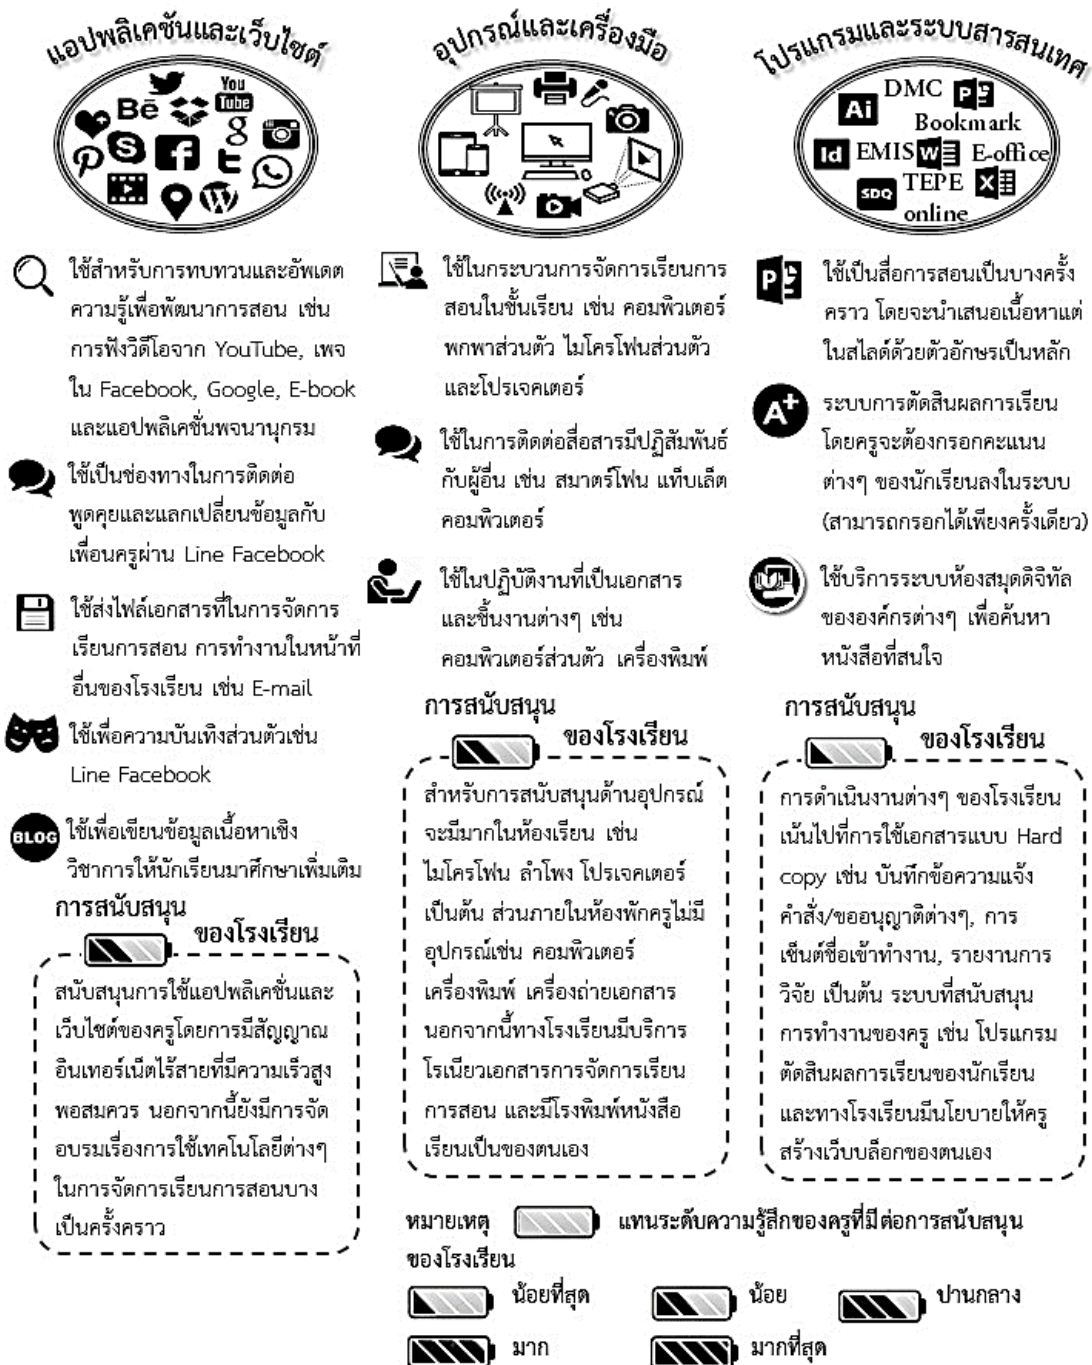 แอปพลิเคชันและเว็บไซต์
You
Tube
Bē
g
BLOG
ใช้สำหรับการทบทวนและอัพเดต
ความรู้เพื่อพัฒนาการสอน เช่น
การฟังวิดีโอจาก YouTube, เพจ
ใน Facebook, Google, E-book
และแอปพลิเคชั่นพจนานุกรม
ใช้เป็นช่องทางในการติดต่อ
พูดคุยและแลกเปลี่ยนข้อมูลกับ
เพื่อนครูผ่าน Line Facebook
ใช้ส่งไฟล์เอกสารที่ในการจัดการ
เรียนการสอน การทำงานในหน้าที่
อื่นของโรงเรียน เช่น E-mail
ใช้เพื่อความบันเทิงส่วนตัวเช่น
Line Facebook
ใช้เพื่อเขียนข้อมูลเนื้อหาเชิง
วิชาการให้นักเรียนมาศึกษาเพิ่มเติม
การสนับสนุน
ของโรงเรียน
สนับสนุนการใช้แอปพลิเคชั่นและ
เว็บไซต์ของครูโดยการมีสัญญาณ
อินเทอร์เน็ตไร้สายที่มีความเร็วสูง
พอสมควร นอกจากนี้ยังมีการจัด
อบรมเรื่องการใช้เทคโนโลยีต่างๆ
ในการจัดการเรียนการสอนบาง
เป็นครั้งคราว
อุปกรณ์และเครื่องมือ
ใช้ในกระบวนการจัดการเรียนการ
สอนในชั้นเรียน เช่น คอมพิวเตอร์
พกพาส่วนตัว ไมโครโฟนส่วนตัว
และโปรเจคเตอร์
ใช้ในการติดต่อสื่อสารมีปฏิสัมพันธ์
กับผู้อื่น เช่น สมาตร์โฟน แท็บเล็ต
คอมพิวเตอร์
ใช้ในปฏิบัติงานที่เป็นเอกสาร
และชิ้นงานต่างๆ เช่น
คอมพิวเตอร์ส่วนตัว เครื่องพิมพ์
การสนับสนุน
ของโรงเรียน
สำหรับการสนับสนุนด้านอุปกรณ์
จะมีมากในห้องเรียน เช่น
ไมโครโฟน ลำโพง โปรเจคเตอร์
เป็นต้น ส่วนภายในห้องพักครูไม่มี
อุปกรณ์เช่น คอมพิวเตอร์
เครื่องพิมพ์ เครื่องถ่ายเอกสาร
นอกจากนี้ทางโรงเรียนมีบริการ
โรเนียวเอกสารการจัดการเรียน
การสอน และมีโรงพิมพ์หนังสือ
เรียนเป็นของตนเอง
โปรแกรมและระบบสารสนเทศ
Ai DMC P
Bookmark
Id EMIS W E-office
SDQ TEPE X
online
P
ใช้เป็นสื่อการสอนเป็นบางครั้ง
คราว โดยจะนำเสนอเนื้อหาแต่
ในสไลด์ด้วยตัวอักษรเป็นหลัก
A+
ระบบการตัดสินผลการเรียน
โดยครูจะต้องกรอกคะแนน
ต่างๆ ของนักเรียนลงในระบบ
(สามารถกรอกได้เพียงครั้งเดียว)
ใช้บริการระบบห้องสมุดดิจิทัล
ขององค์กรต่างๆ เพื่อค้นหา
หนังสือที่สนใจ
การสนับสนุน
ของโรงเรียน
การดำเนินงานต่างๆ ของโรงเรียน
เน้นไปที่การใช้เอกสารแบบ Hard
copy เช่น บันทึกข้อความแจ้ง
คำสั่ง/ขออนุญาติต่างๆ, การ
เซ็นต์ชื่อเข้าทำงาน, รายงานการ
วิจัย เป็นต้น ระบบที่สนับสนุน
การทำงานของครู เช่น โปรแกรม
ตัดสินผลการเรียนของนักเรียน
และทางโรงเรียนมีนโยบายให้ครู
สร้างเว็บบล็อกของตนเอง
หมายเหตุ แทนระดับความรู้สึกของครูที่มีต่อการสนับสนุน
ของโรงเรียน
น้อยที่สุด น้อย ปานกลาง
มาก มากที่สุด